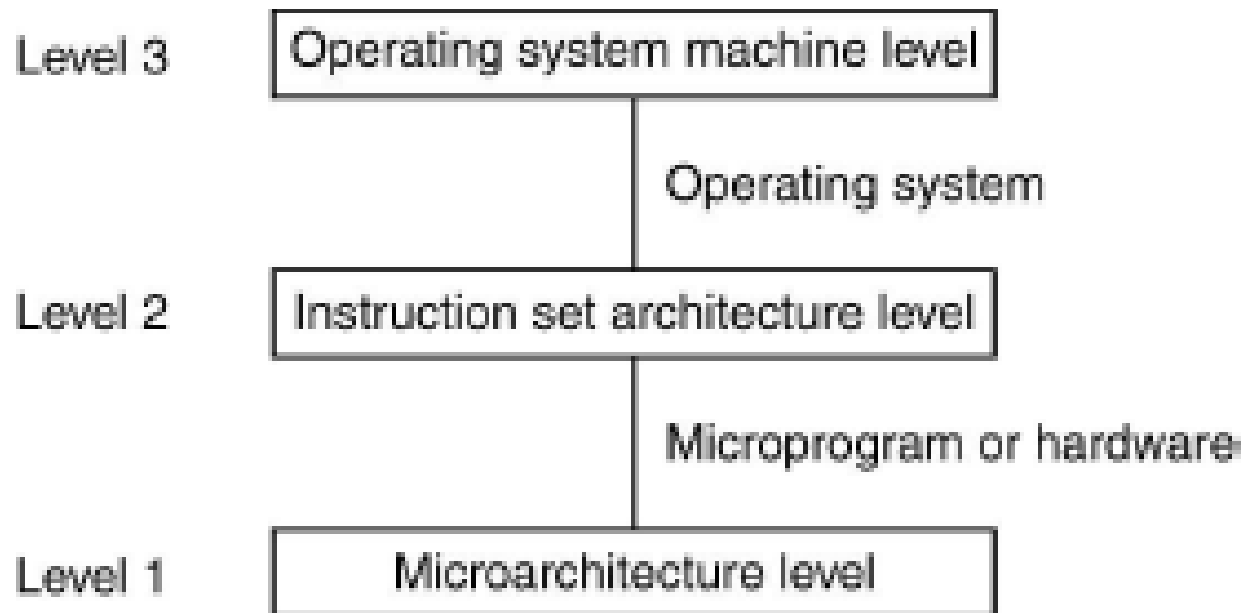 Level 3
Operating system machine level
Operating system
Level 2
Instruction set architecture level
Microprogram or hardware
Level 1
Microarchitecture level